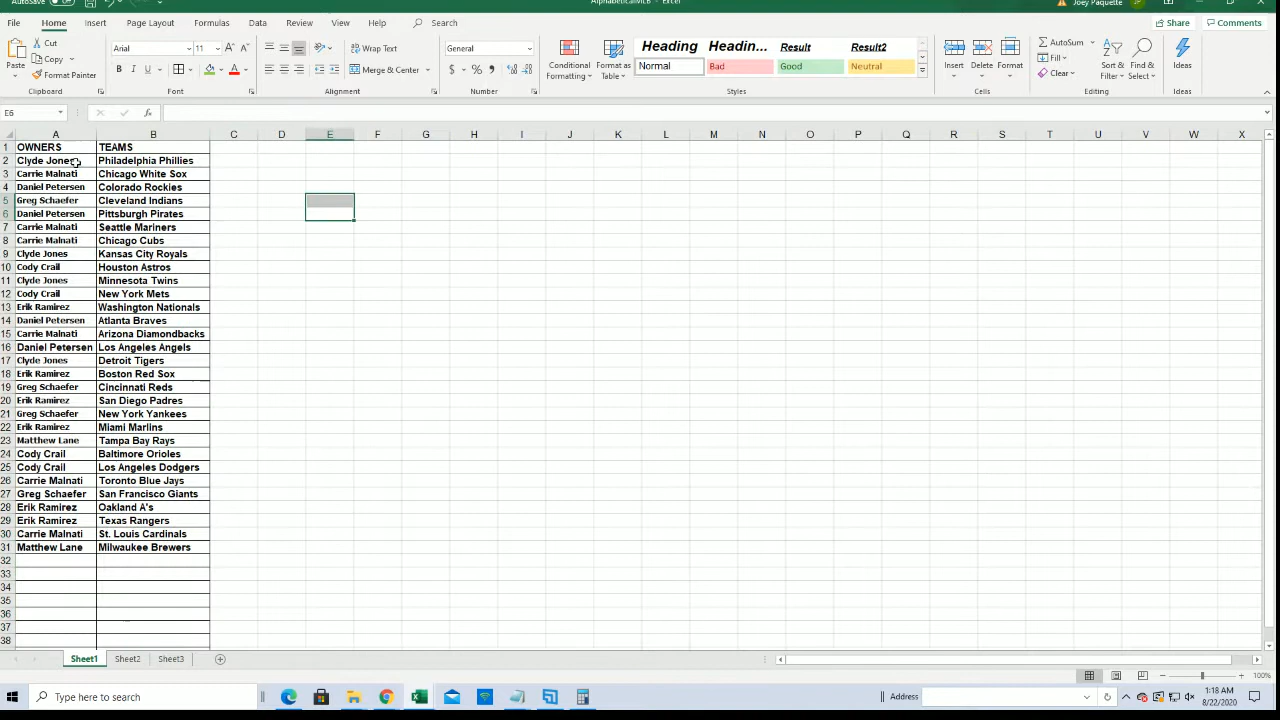 AutoSave
AlphabeticalMLB - Excel
Joey Paquette JP
File Home Insert Page Layout Formulas Data Review View Help Search
Share Comments
Paste Cut Copy Format Painter Clipboard
Arial 11 B I U Font
Wrap Text Merge & Center Alignment
General $ % Number
Conditional Formatting Format as Table
Heading Headin... Result Result2
Normal Bad Good Neutral
Styles
Insert Delete Format Cells
AutoSum Fill Clear Sort & Filter Find & Select Editing
Ideas Ideas
E6 fx
A B C D E F G H I J K L M N O P Q R S T U V W X
1 OWNERS TEAMS
2 Clyde Jones Philadelphia Phillies
3 Carrie Malnati Chicago White Sox
4 Daniel Petersen Colorado Rockies
5 Greg Schaefer Cleveland Indians
6 Daniel Petersen Pittsburgh Pirates
7 Carrie Malnati Seattle Mariners
8 Carrie Malnati Chicago Cubs
9 Clyde Jones Kansas City Royals
10 Cody Crail Houston Astros
11 Clyde Jones Minnesota Twins
12 Cody Crail New York Mets
13 Erik Ramirez Washington Nationals
14 Daniel Petersen Atlanta Braves
15 Carrie Malnati Arizona Diamondbacks
16 Daniel Petersen Los Angeles Angels
17 Clyde Jones Detroit Tigers
18 Erik Ramirez Boston Red Sox
19 Greg Schaefer Cincinnati Reds
20 Erik Ramirez San Diego Padres
21 Greg Schaefer New York Yankees
22 Erik Ramirez Miami Marlins
23 Matthew Lane Tampa Bay Rays
24 Cody Crail Baltimore Orioles
25 Cody Crail Los Angeles Dodgers
26 Carrie Malnati Toronto Blue Jays
27 Greg Schaefer San Francisco Giants
28 Erik Ramirez Oakland A's
29 Erik Ramirez Texas Rangers
30 Carrie Malnati St. Louis Cardinals
31 Matthew Lane Milwaukee Brewers
32
33
34
35
36
37
38
Sheet1 Sheet2 Sheet3
100%
Type here to search
Address
1:18 AM
8/22/2020